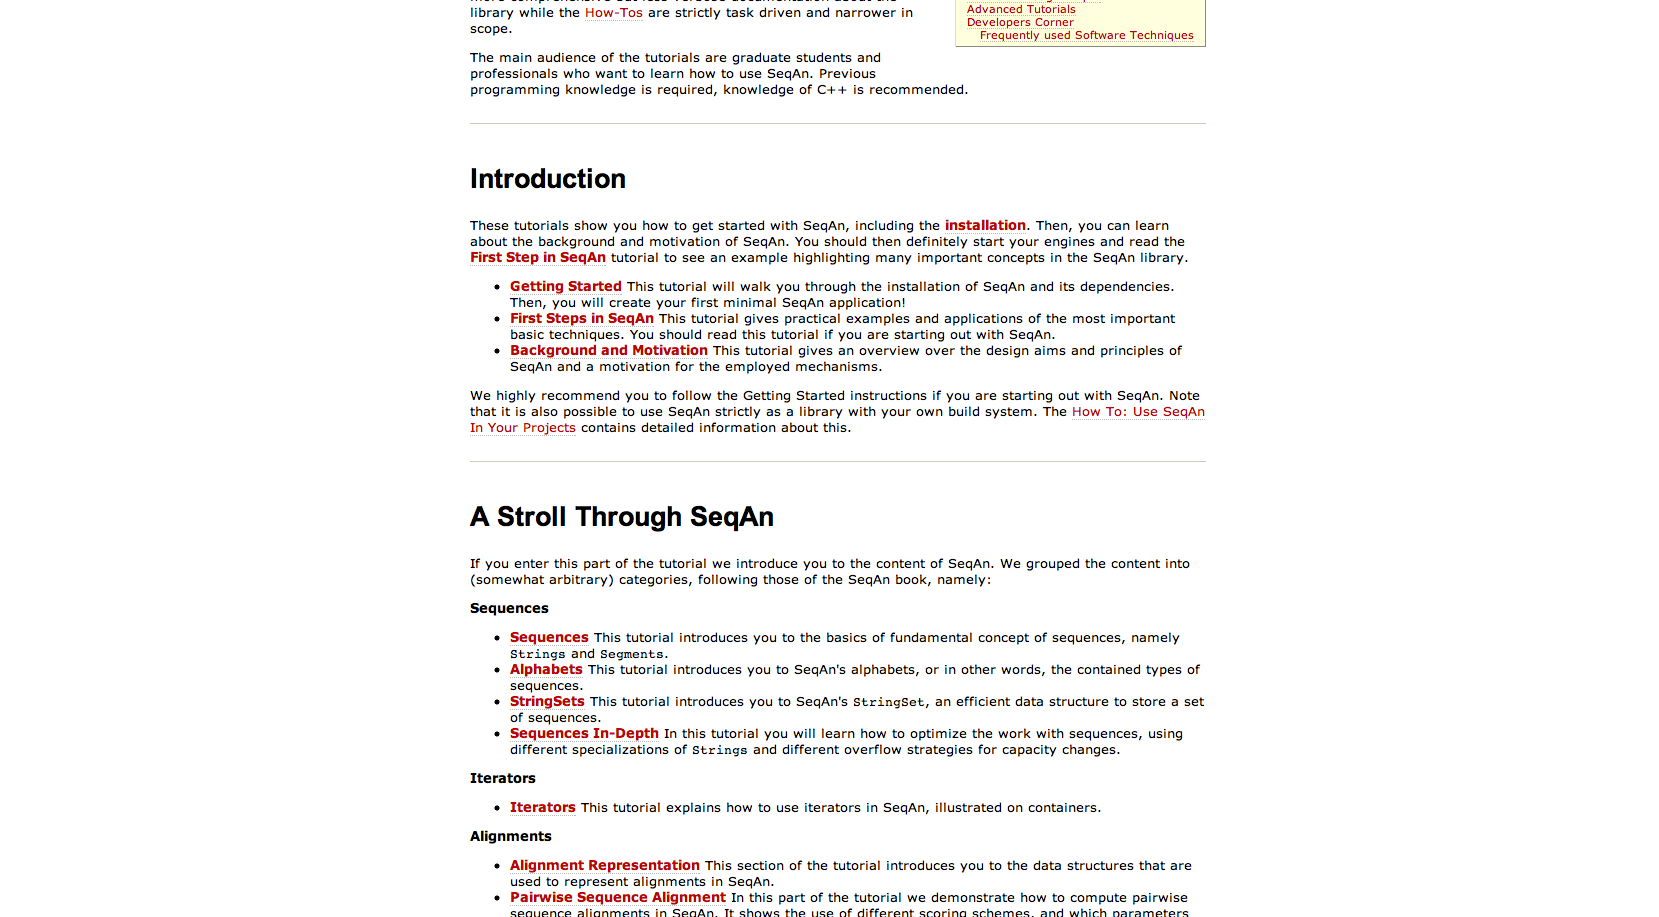 library while the How-Tos are strictly task driven and narrower in
scope.
The main audience of the tutorials are graduate students and
professionals who want to learn how to use SeqAn. Previous
programming knowledge is required, knowledge of C++ is recommended.
Advanced Tutorials
Developers Corner
Frequently used Software Techniques
Introduction
These tutorials show you how to get started with SeqAn, including the installation. Then, you can learn
about the background and motivation of SeqAn. You should then definitely start your engines and read the
First Step in SeqAn tutorial to see an example highlighting many important concepts in the SeqAn library.
• Getting Started This tutorial will walk you through the installation of SeqAn and its dependencies.
Then, you will create your first minimal SeqAn application!
• First Steps in SeqAn This tutorial gives practical examples and applications of the most important
basic techniques. You should read this tutorial if you are starting out with SeqAn.
• Background and Motivation This tutorial gives an overview over the design aims and principles of
SeqAn and a motivation for the employed mechanisms.
We highly recommend you to follow the Getting Started instructions if you are starting out with SeqAn. Note
that it is also possible to use SeqAn strictly as a library with your own build system. The How To: Use SeqAn
In Your Projects contains detailed information about this.
A Stroll Through SeqAn
If you enter this part of the tutorial we introduce you to the content of SeqAn. We grouped the content into
(somewhat arbitrary) categories, following those of the SeqAn book, namely:
Sequences
• Sequences This tutorial introduces you to the basics of fundamental concept of sequences, namely
Strings and Segments.
• Alphabets This tutorial introduces you to SeqAn's alphabets, or in other words, the contained types of
sequences.
• StringSets This tutorial introduces you to SeqAn's StringSet, an efficient data structure to store a set
of sequences.
• Sequences In-Depth In this tutorial you will learn how to optimize the work with sequences, using
different specializations of Strings and different overflow strategies for capacity changes.
Iterators
• Iterators This tutorial explains how to use iterators in SeqAn, illustrated on containers.
Alignments
• Alignment Representation This section of the tutorial introduces you to the data structures that are
used to represent alignments in SeqAn.
• Pairwise Sequence Alignment In this part of the tutorial we demonstrate how to compute pairwise
sequence alignments in SeqAn. It shows the use of different scoring schemes, and which parameters